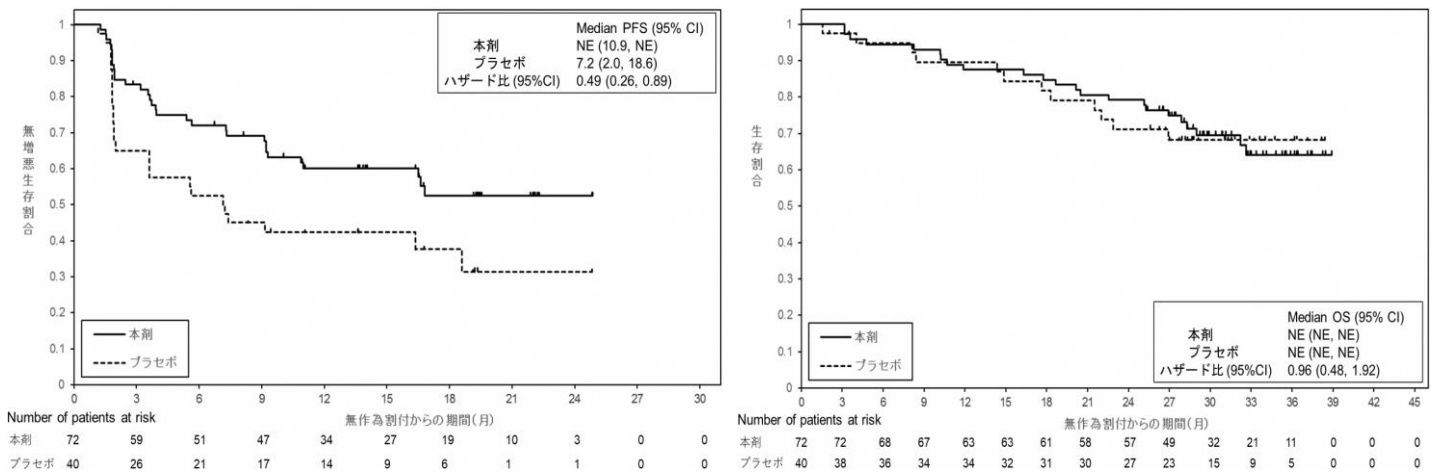 Median PFS (95% CI)
本剤 NE (10.9, NE)
プラセボ 7.2 (2.0, 18.6)
ハザード比 (95%CI) 0.49 (0.26, 0.89)
無増悪生存割合
1
0.9
0.8
0.7
0.6
0.5
0.4
0.3
0.2
0.1
0
本剤
プラセボ
0 3 6 9 12 15 18 21 24 27 30
Number of patients at risk
無作為割付からの期間(月)
本剤 72 59 51 47 34 27 19 10 3 0 0
プラセボ 40 26 21 17 14 9 6 1 1 0 0
生存割合
1
0.9
0.8
0.7
0.6
0.5
0.4
0.3
0.2
0.1
0
Median OS (95% CI)
本剤 NE (NE, NE)
プラセボ NE (NE, NE)
ハザード比 (95%CI) 0.96 (0.48, 1.92)
本剤
プラセボ
0 3 6 9 12 15 18 21 24 27 30 33 36 39 42 45
Number of patients at risk
無作為割付からの期間(月)
本剤 72 72 68 67 63 63 61 58 57 49 32 21 11 0 0 0
プラセボ 40 38 36 34 34 32 31 30 27 23 15 9 5 0 0 0